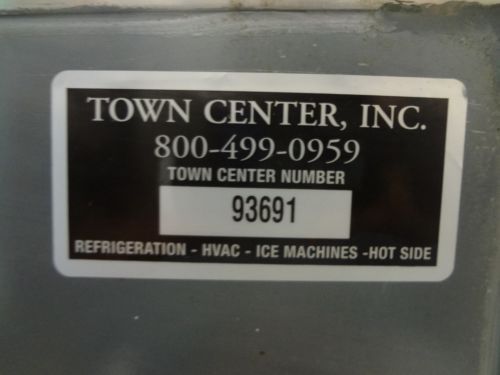 TOWN CENTER, INC.
800-499-0959
TOWN CENTER NUMBER
93691
REFRIGERATION - HVAC - ICE MACHINES -HOT SIDE